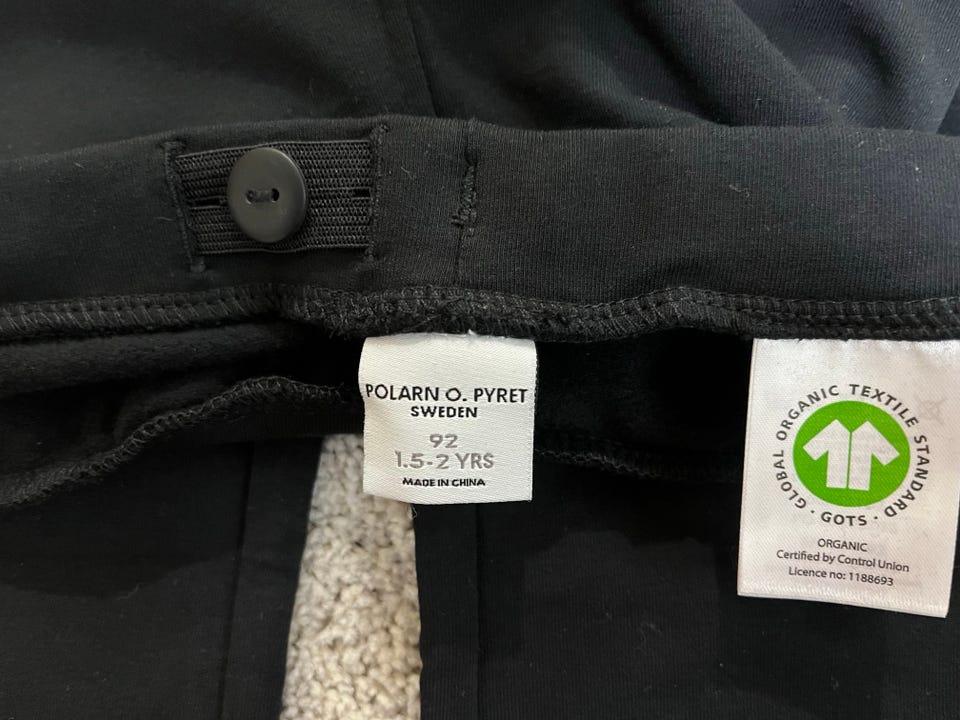 POLARN O. PYRET
SWEDEN
92
1.5-2 YRS
MADE IN CHINA
GLOBAL ORGANIC TEXTILE STANDARD · GOTS ·
ORGANIC
Certified by Control Union
Licence no: 1188693